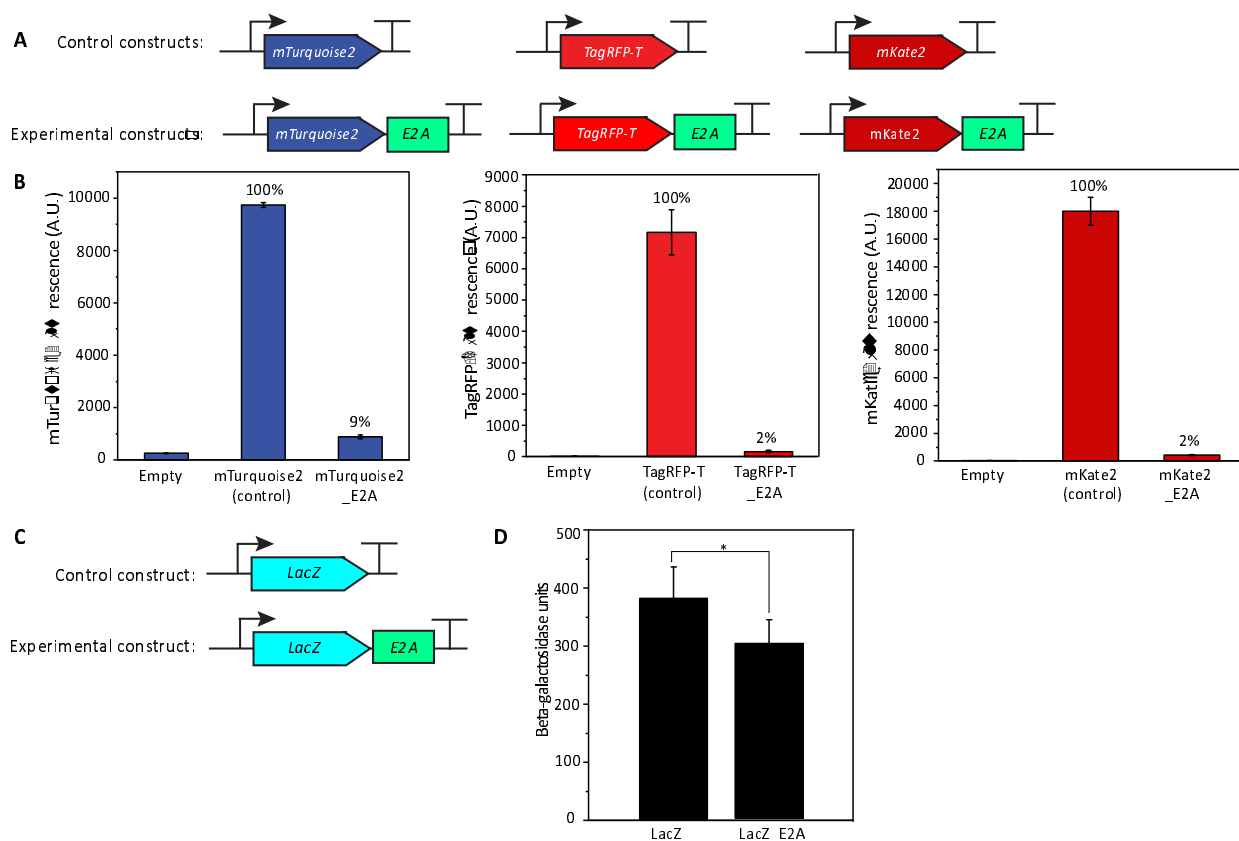 A
Control constructs:
mTurquoise2
TagRFP-T
mKate2
Experimental constructs:
mTurquoise2
E2A
TagRFP-T
E2A
mKate2
E2A
B
rescence (A.U.)
10000
8000
6000
4000
2000
0
100%
9%
Empty
mTurquoise2
(control)
mTurquoise2
_E2A
TagRFP
rescence (A.U.)
9000
8000
7000
6000
5000
4000
3000
2000
1000
0
100%
2%
Empty
TagRFP-T
(control)
TagRFP-T
_E2A
rescence (A.U.)
20000
18000
16000
14000
12000
10000
8000
6000
4000
2000
0
100%
2%
Empty
mKate2
(control)
mKate2
_E2A
C
Control construct:
LacZ
Experimental construct:
LacZ
E2A
D
Beta-galactosidase units
500
400
300
200
100
0
*
LacZ
LacZ E2A